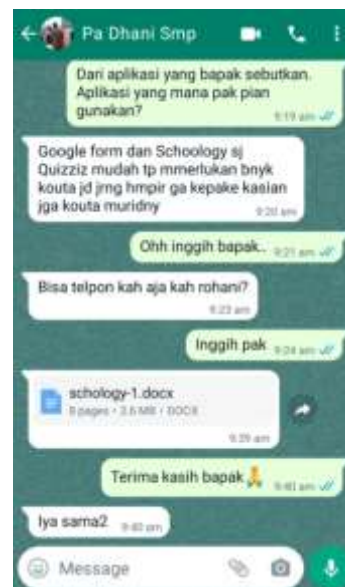 Pa Dhani Smp
Dari aplikasi yang bapak sebutkan.
Aplikasi yang mana pak pian
gunakan?
9:19 am
Google form dan Schoology sj
Quizziz mudah tp mmerlukan bnyk
kouta jd jrng hmpir ga kepake kasian
jga kouta muridny
9:20 am
Ohh inggih bapak..
9:21 am
Bisa telpon kah aja kah rohani?
9:23 am
Inggih pak
9:24 am
schology-1.docx
8 pages • 3.6 MB • DOCX
9:39 am
Terima kasih bapak🙏
9:40 am
Iya sama2
9:40 am
Message